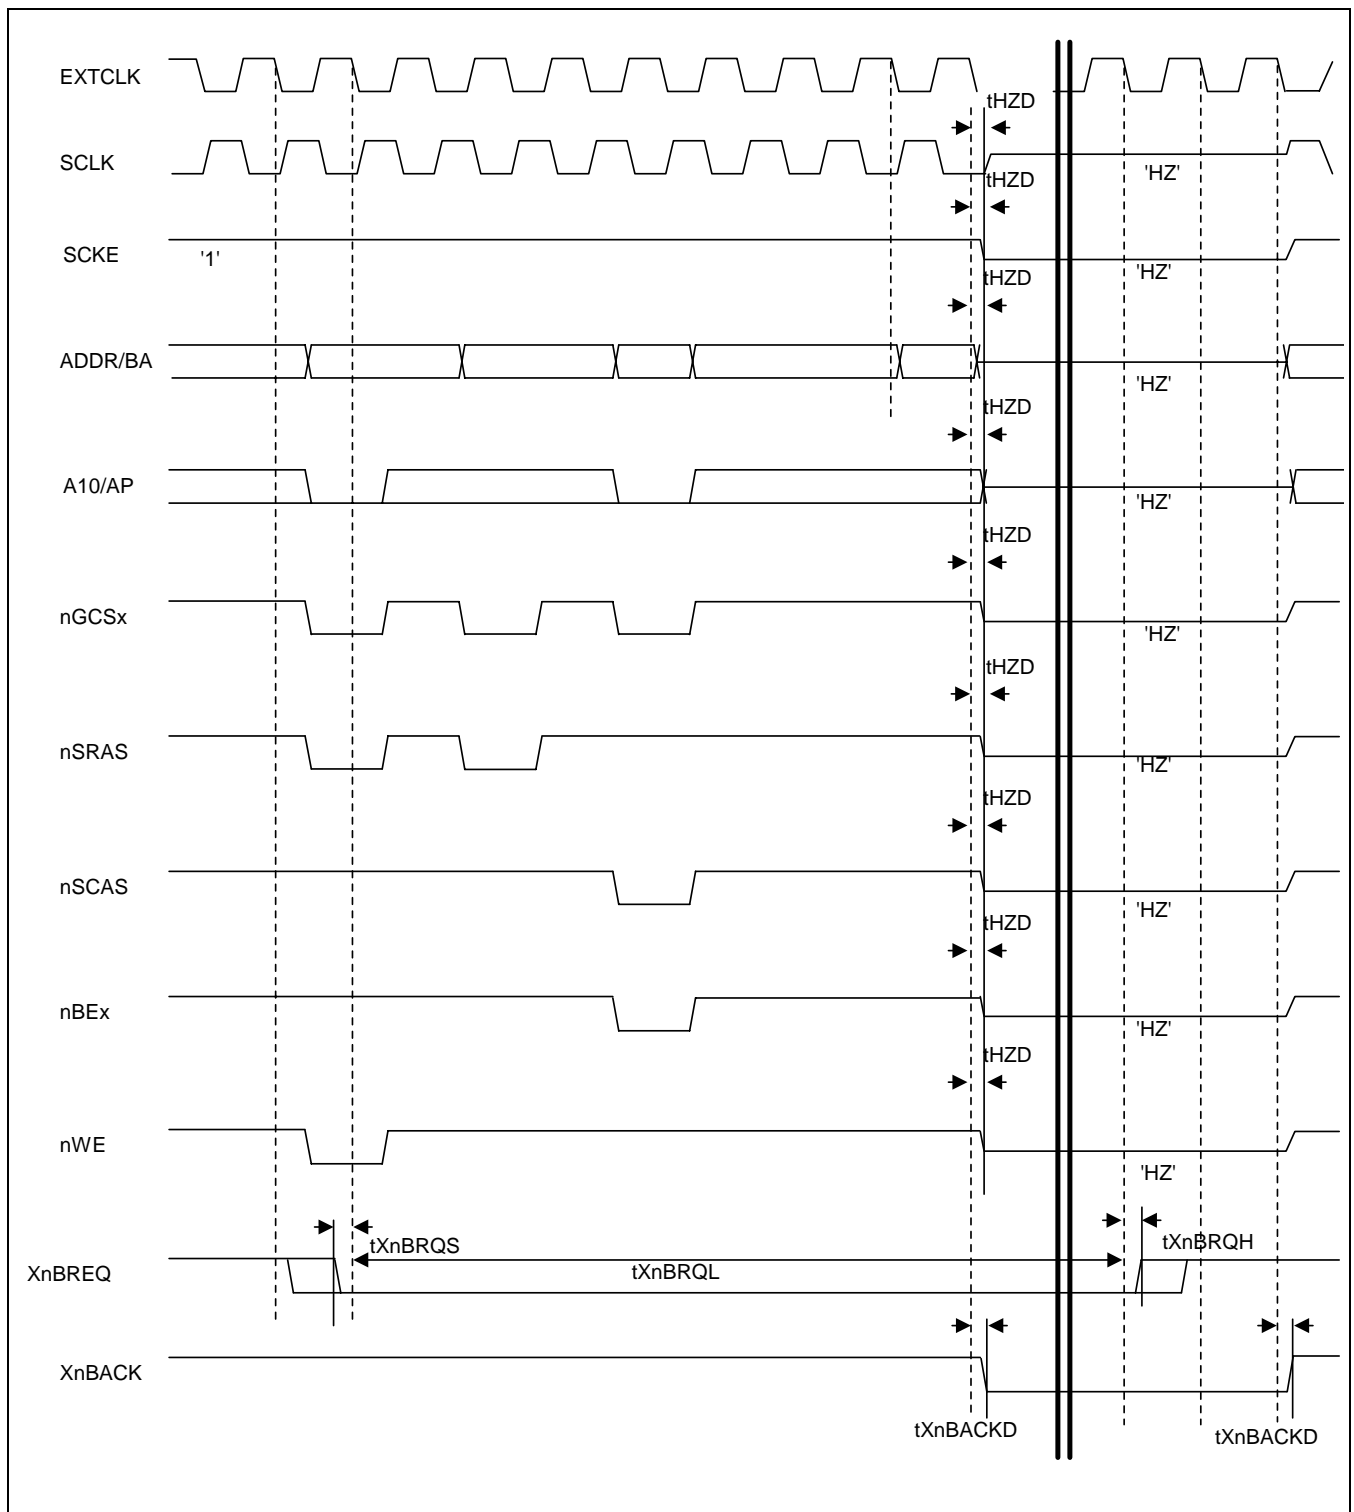 EXTCLK
tHZD
SCLK
'HZ'
tHZD
SCKE
'1'
'HZ'
tHZD
ADDR/BA
'HZ'
tHZD
A10/AP
'HZ'
tHZD
nGCSx
'HZ'
tHZD
nSRAS
'HZ'
tHZD
nSCAS
'HZ'
tHZD
nBEx
'HZ'
tHZD
nWE
'HZ'
tXnBRQS
tXnBRQH
XnBREQ
tXnBRQL
XnBACK
tXnBACKD
tXnBACKD